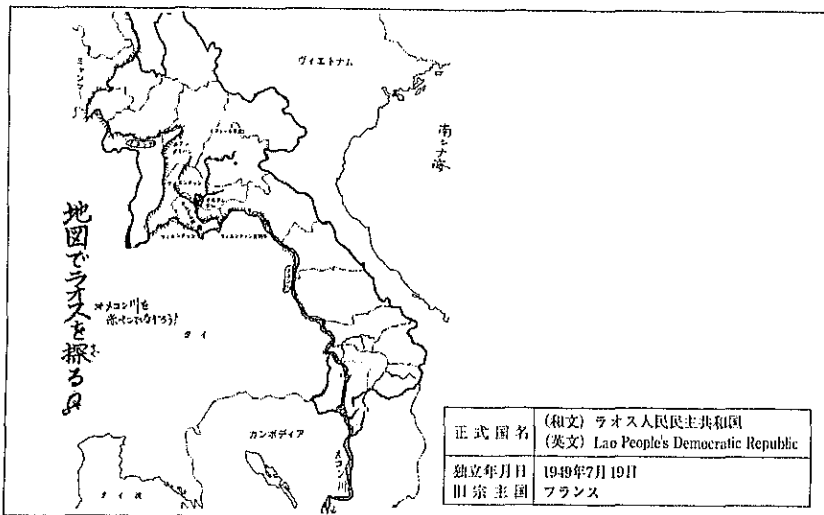 ヴィエトナム
ミャンマー
南シナ海
地図でラオスを探る
*メコン川を
赤ペンでなぞろう!
タイ
カンボディア
メコン川
タイ湾
正式国名
(和文) ラオス人民民主共和国
(英文) Lao People's Democratic Republic
独立年月日 1949年7月19日
旧宗主国 フランス